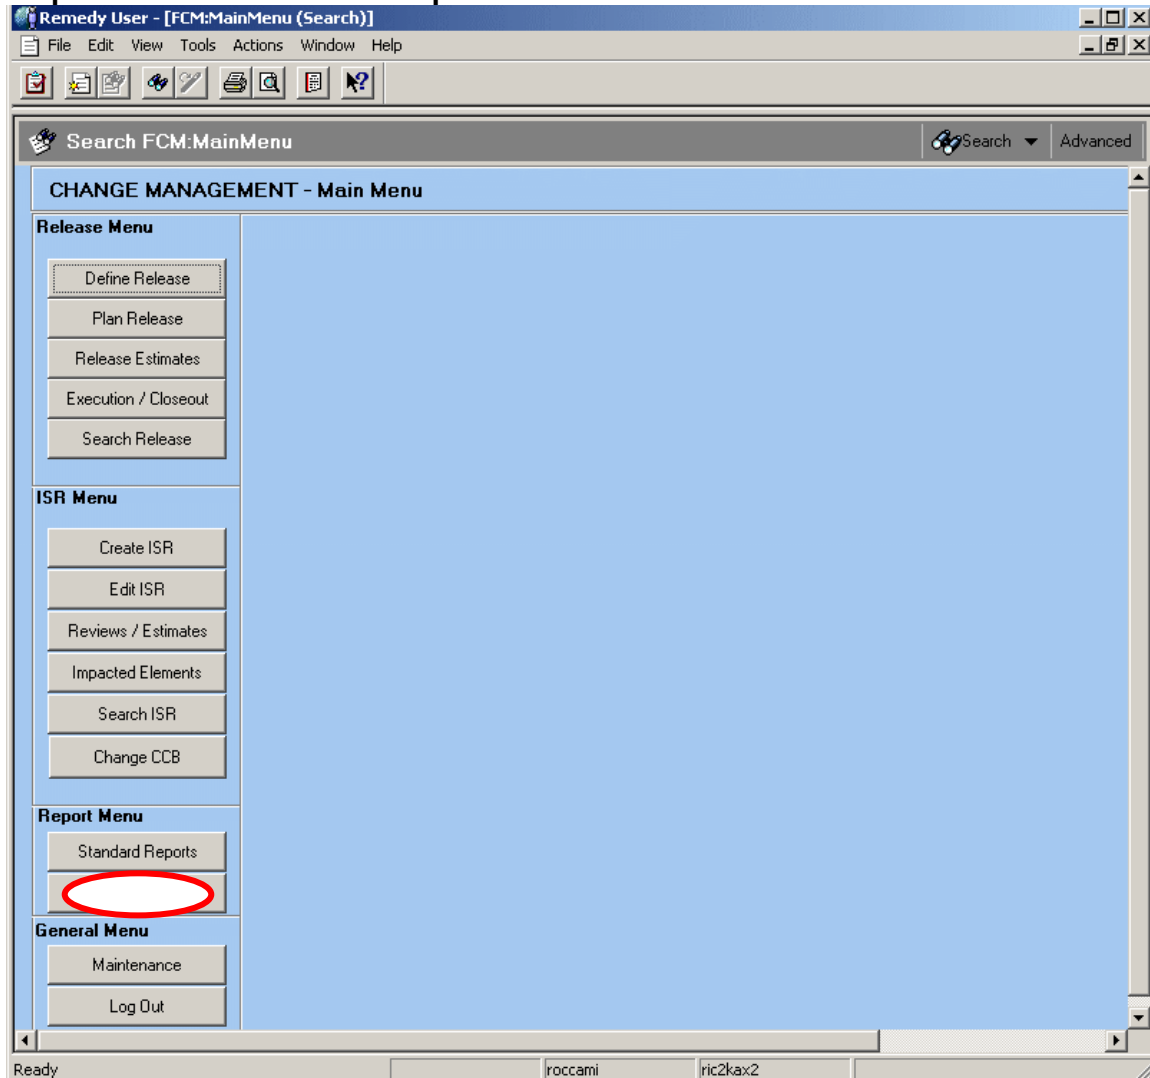 Remedy User - [FCM:MainMenu (Search)]
File Edit View Tools Actions Window Help
Search FCM:MainMenu
Search Advanced
CHANGE MANAGEMENT - Main Menu
Release Menu
Define Release
Plan Release
Release Estimates
Execution / Closeout
Search Release
ISR Menu
Create ISR
Edit ISR
Reviews / Estimates
Impacted Elements
Search ISR
Change CCB
Report Menu
Standard Reports
General Menu
Maintenance
Log Out
Ready roccami ric2kax2